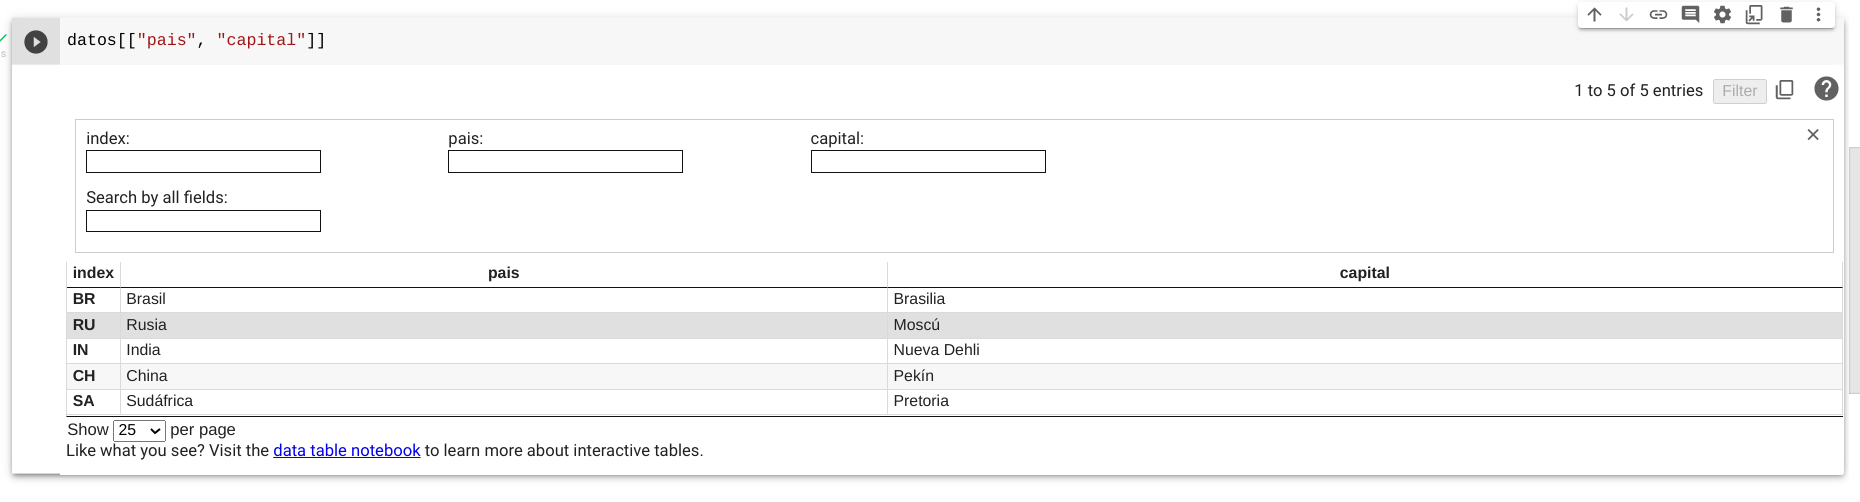 datos[["pais", "capital"]]
s
1 to 5 of 5 entries Filter
index: pais: capital:
Search by all fields:
index pais capital
BR Brasil Brasilia
RU Rusia Moscú
IN India Nueva Dehli
CH China Pekín
SA Sudáfrica Pretoria
Show 25 per page
Like what you see? Visit the data table notebook to learn more about interactive tables.